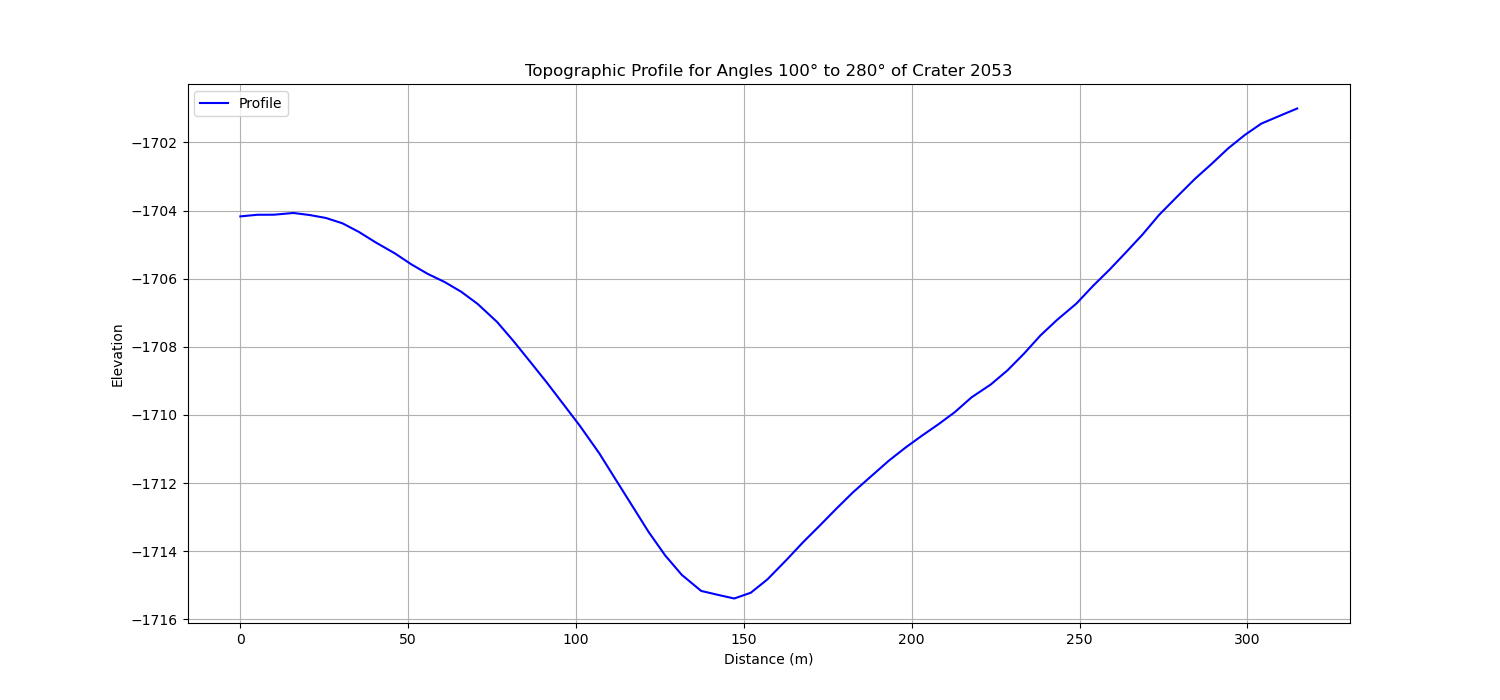 Topographic Profile for Angles 100° to 280° of Crater 2053
Profile
−1702
−1704
−1706
−1708
−1710
−1712
−1714
−1716
Elevation
0 50 100 150 200 250 300
Distance (m)